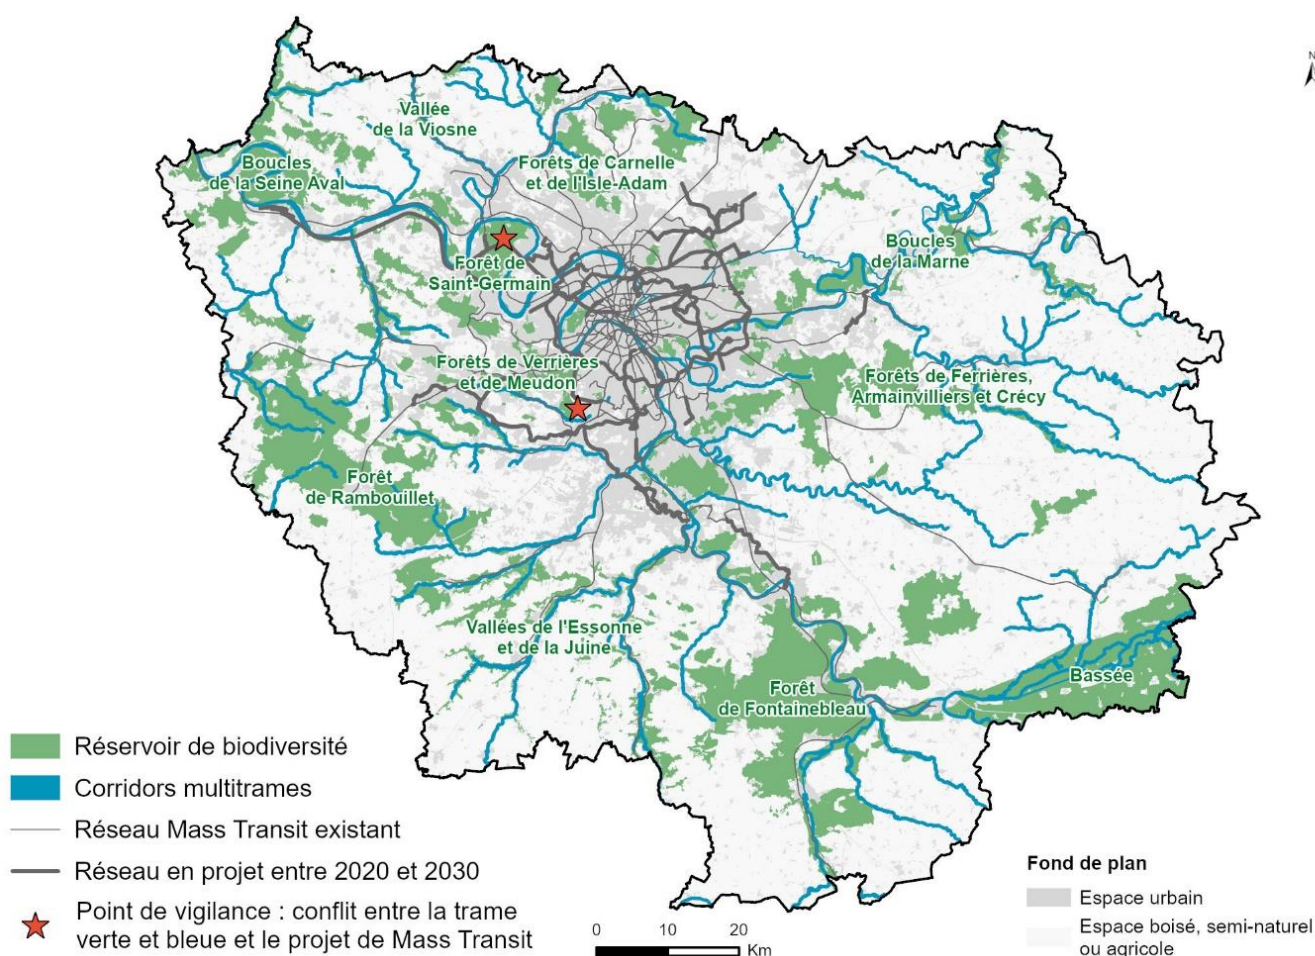 N
Vallée
de la Viosne
Boucles
de la Seine Aval
Forêts de Carnelle
et de l'Isle-Adam
Boucles
de la Marne
Forêt de
Saint-Germain
Forêts de Verrières
et de Meudon
Forêts de Ferrières,
Armainvilliers et Crécy
Forêt
de Rambouillet
Vallées de l'Essonne
et de la Juine
Forêt
de Fontainebleau
Bassée
Réservoir de biodiversité
Corridors multitrames
Réseau Mass Transit existant
Réseau en projet entre 2020 et 2030
Point de vigilance : conflit entre la trame
verte et bleue et le projet de Mass Transit
0 10 20
Km
Fond de plan
Espace urbain
Espace boisé, semi-naturel
ou agricole